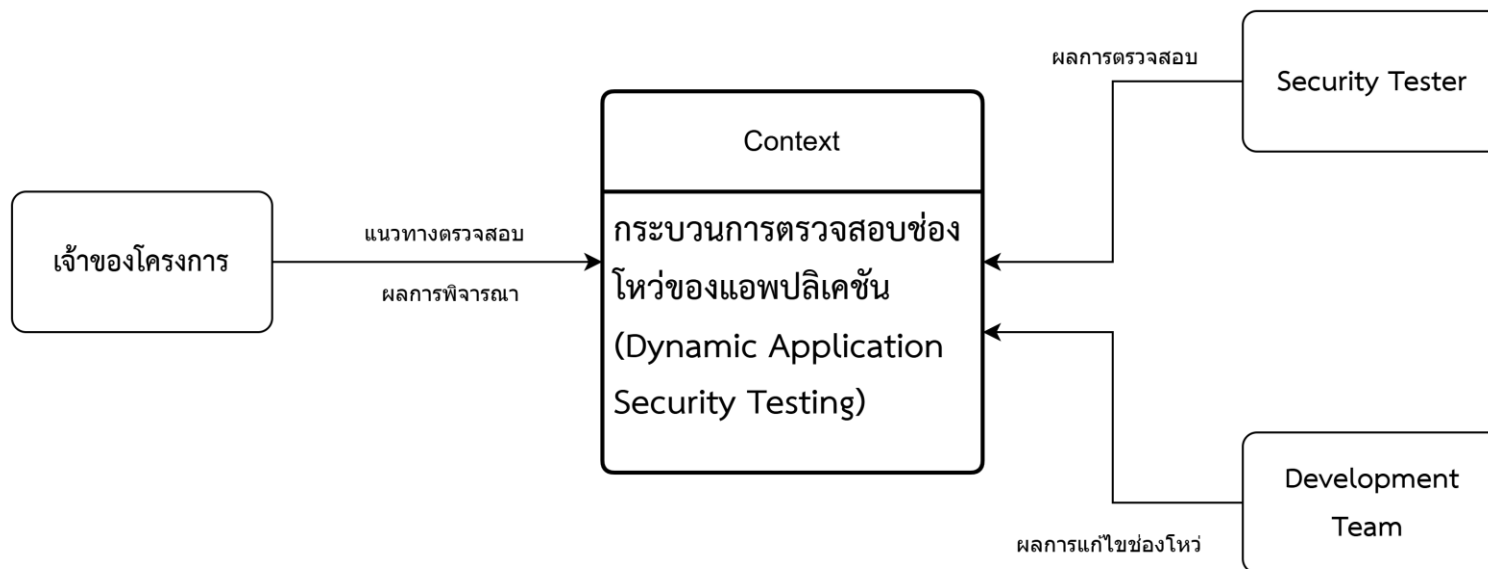 ผลการตรวจสอบ
Security Tester
Context
เจ้าของโครงการ
แนวทางตรวจสอบ
ผลการพิจารณา
กระบวนการตรวจสอบช่อง
โหว่ของแอพปลิเคชัน
(Dynamic Application
Security Testing)
Development
Team
ผลการแก้ไขช่องโหว่